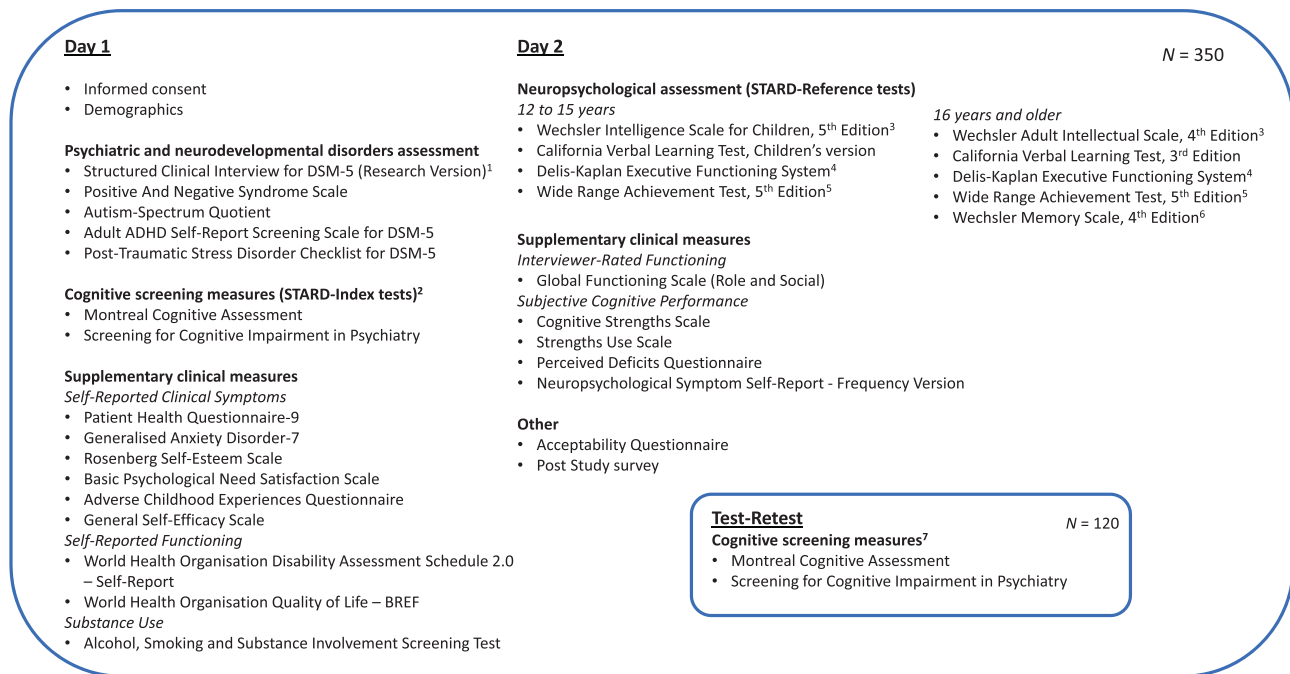 Day 1
• Informed consent
• Demographics
Psychiatric and neurodevelopmental disorders assessment
• Structured Clinical Interview for DSM-5 (Research Version)¹
• Positive And Negative Syndrome Scale
• Autism-Spectrum Quotient
• Adult ADHD Self-Report Screening Scale for DSM-5
• Post-Traumatic Stress Disorder Checklist for DSM-5
Cognitive screening measures (STARD-Index tests)²
• Montreal Cognitive Assessment
• Screening for Cognitive Impairment in Psychiatry
Supplementary clinical measures
Self-Reported Clinical Symptoms
• Patient Health Questionnaire-9
• Generalised Anxiety Disorder-7
• Rosenberg Self-Esteem Scale
• Basic Psychological Need Satisfaction Scale
• Adverse Childhood Experiences Questionnaire
• General Self-Efficacy Scale
Self-Reported Functioning
• World Health Organisation Disability Assessment Schedule 2.0
– Self-Report
• World Health Organisation Quality of Life – BREF
Substance Use
• Alcohol, Smoking and Substance Involvement Screening Test
Day 2
N = 350
Neuropsychological assessment (STARD-Reference tests)
12 to 15 years
• Wechsler Intelligence Scale for Children, 5th Edition³
• California Verbal Learning Test, Children's version
• Delis-Kaplan Executive Functioning System⁴
• Wide Range Achievement Test, 5th Edition⁵
16 years and older
• Wechsler Adult Intellectual Scale, 4th Edition³
• California Verbal Learning Test, 3rd Edition
• Delis-Kaplan Executive Functioning System⁴
• Wide Range Achievement Test, 5th Edition⁵
• Wechsler Memory Scale, 4th Edition⁶
Supplementary clinical measures
Interviewer-Rated Functioning
• Global Functioning Scale (Role and Social)
Subjective Cognitive Performance
• Cognitive Strengths Scale
• Strengths Use Scale
• Perceived Deficits Questionnaire
• Neuropsychological Symptom Self-Report - Frequency Version
Other
• Acceptability Questionnaire
• Post Study survey
Test-Retest
N = 120
Cognitive screening measures⁷
• Montreal Cognitive Assessment
• Screening for Cognitive Impairment in Psychiatry